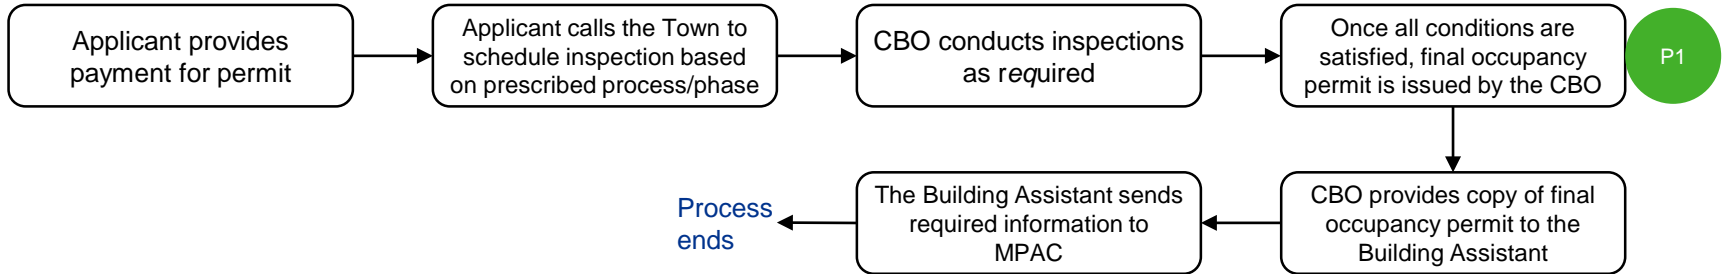 Applicant provides
payment for permit
Applicant calls the Town to
schedule inspection based
on prescribed process/phase
CBO conducts inspections
as required
Once all conditions are
satisfied, final occupancy
permit is issued by the CBO
P1
CBO provides copy of final
occupancy permit to the
Building Assistant
The Building Assistant sends
required information to
MPAC
Process
ends